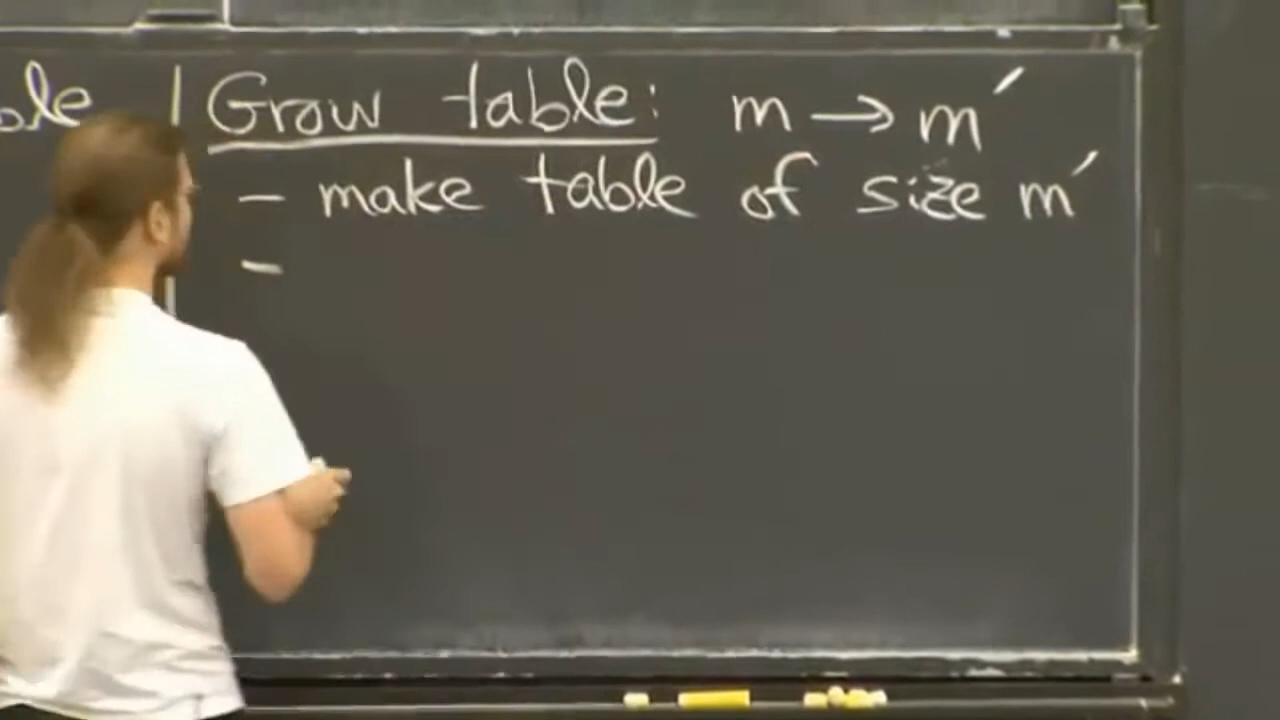 Grow table: m → m′
- make table of size m′
-